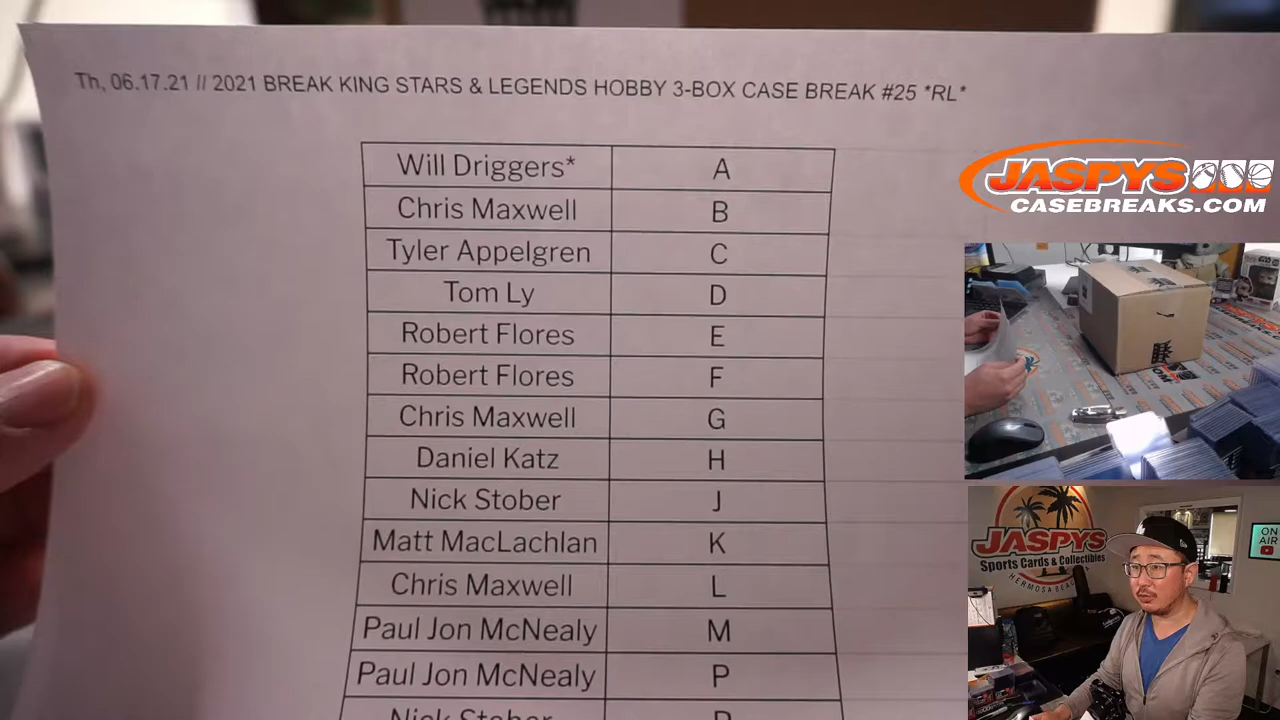 Th, 06.17.21 // 2021 BREAK KING STARS & LEGENDS HOBBY 3-BOX CASE BREAK #25 *RL*
Will Driggers* A
Chris Maxwell B
Tyler Appelgren C
Tom Ly D
Robert Flores E
Robert Flores F
Chris Maxwell G
Daniel Katz H
Nick Stober J
Matt MacLachlan K
Chris Maxwell L
Paul Jon McNealy M
Paul Jon McNealy P
Nick Stober R
JASPYS
CASEBREAKS.COM
JASPYS
Sports Cards & Collectibles
HERMOSA BEACH
ON
AIR